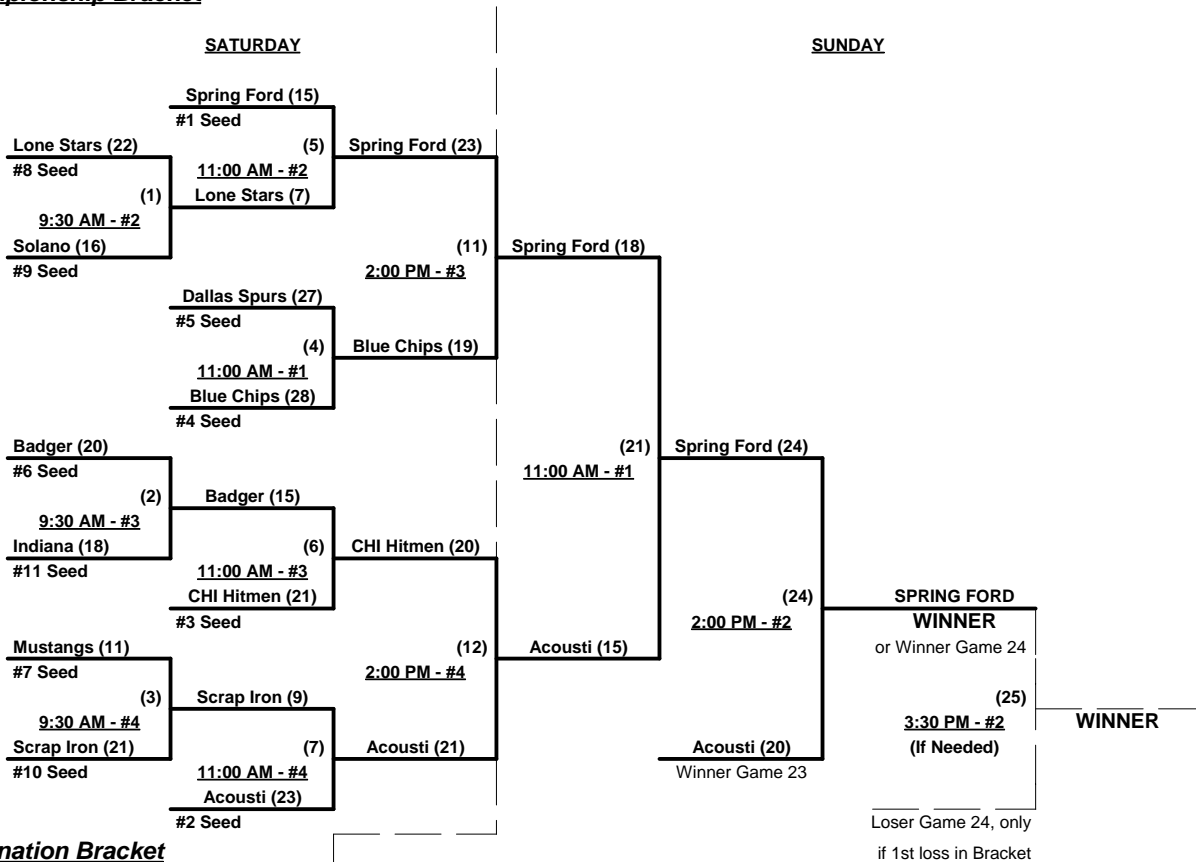 SATURDAY
SUNDAY
Spring Ford (15)
#1 Seed
Lone Stars (22)
(5)
Spring Ford (23)
#8 Seed
11:00 AM - #2
(1)
Lone Stars (7)
9:30 AM - #2
Solano (16)
(11)
Spring Ford (18)
#9 Seed
2:00 PM - #3
Dallas Spurs (27)
#5 Seed
(4)
Blue Chips (19)
11:00 AM - #1
Blue Chips (28)
#4 Seed
Badger (20)
(21)
Spring Ford (24)
#6 Seed
11:00 AM - #1
(2)
Badger (15)
9:30 AM - #3
Indiana (18)
(6)
CHI Hitmen (20)
#11 Seed
11:00 AM - #3
CHI Hitmen (21)
(24)
SPRING FORD
#3 Seed
2:00 PM - #2
WINNER
Mustangs (11)
(12)
Acousti (15)
or Winner Game 24
#7 Seed
2:00 PM - #4
(3)
Scrap Iron (9)
(25)
9:30 AM - #4
3:30 PM - #2
WINNER
Scrap Iron (21)
(7)
Acousti (21)
Acousti (20)
(If Needed)
#10 Seed
11:00 AM - #4
Winner Game 23
Acousti (23)
#2 Seed
Loser Game 24, only
nation Bracket
if 1st loss in Bracket